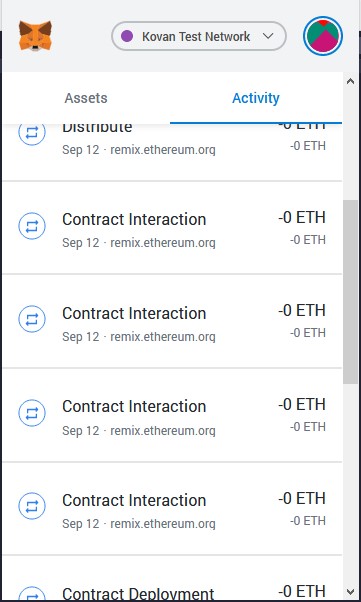 Kovan Test Network
Assets
Activity
Distribute
-0 ETH
Sep 12 · remix.ethereum.org
-0 ETH
Contract Interaction
-0 ETH
Sep 12 · remix.ethereum.org
-0 ETH
Contract Interaction
-0 ETH
Sep 12 · remix.ethereum.org
-0 ETH
Contract Interaction
-0 ETH
Sep 12 · remix.ethereum.org
-0 ETH
Contract Interaction
-0 ETH
Sep 12 · remix.ethereum.org
-0 ETH
Contract Deployment
-0 ETH